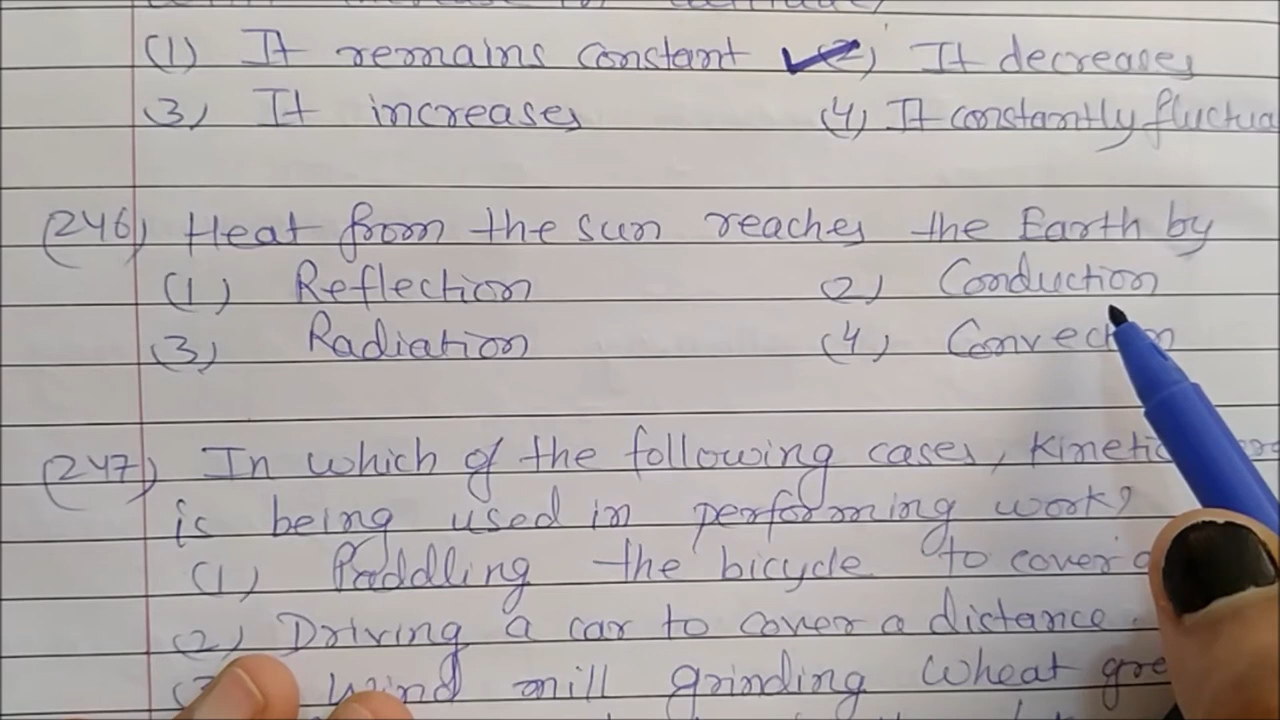 (1) It remains constant (2) It decreases
(3) It increases (4) It constantly
(246) Heat from the sun reaches the Earth by
(1) Reflection (2) Conduction
(3) Radiation (4)
(247) In which of the following cases,
is being used in performing work?
(1) Paddling the bicycle to cover
(2) Driving a car to cover a distance.
Wind mill grinding wheat